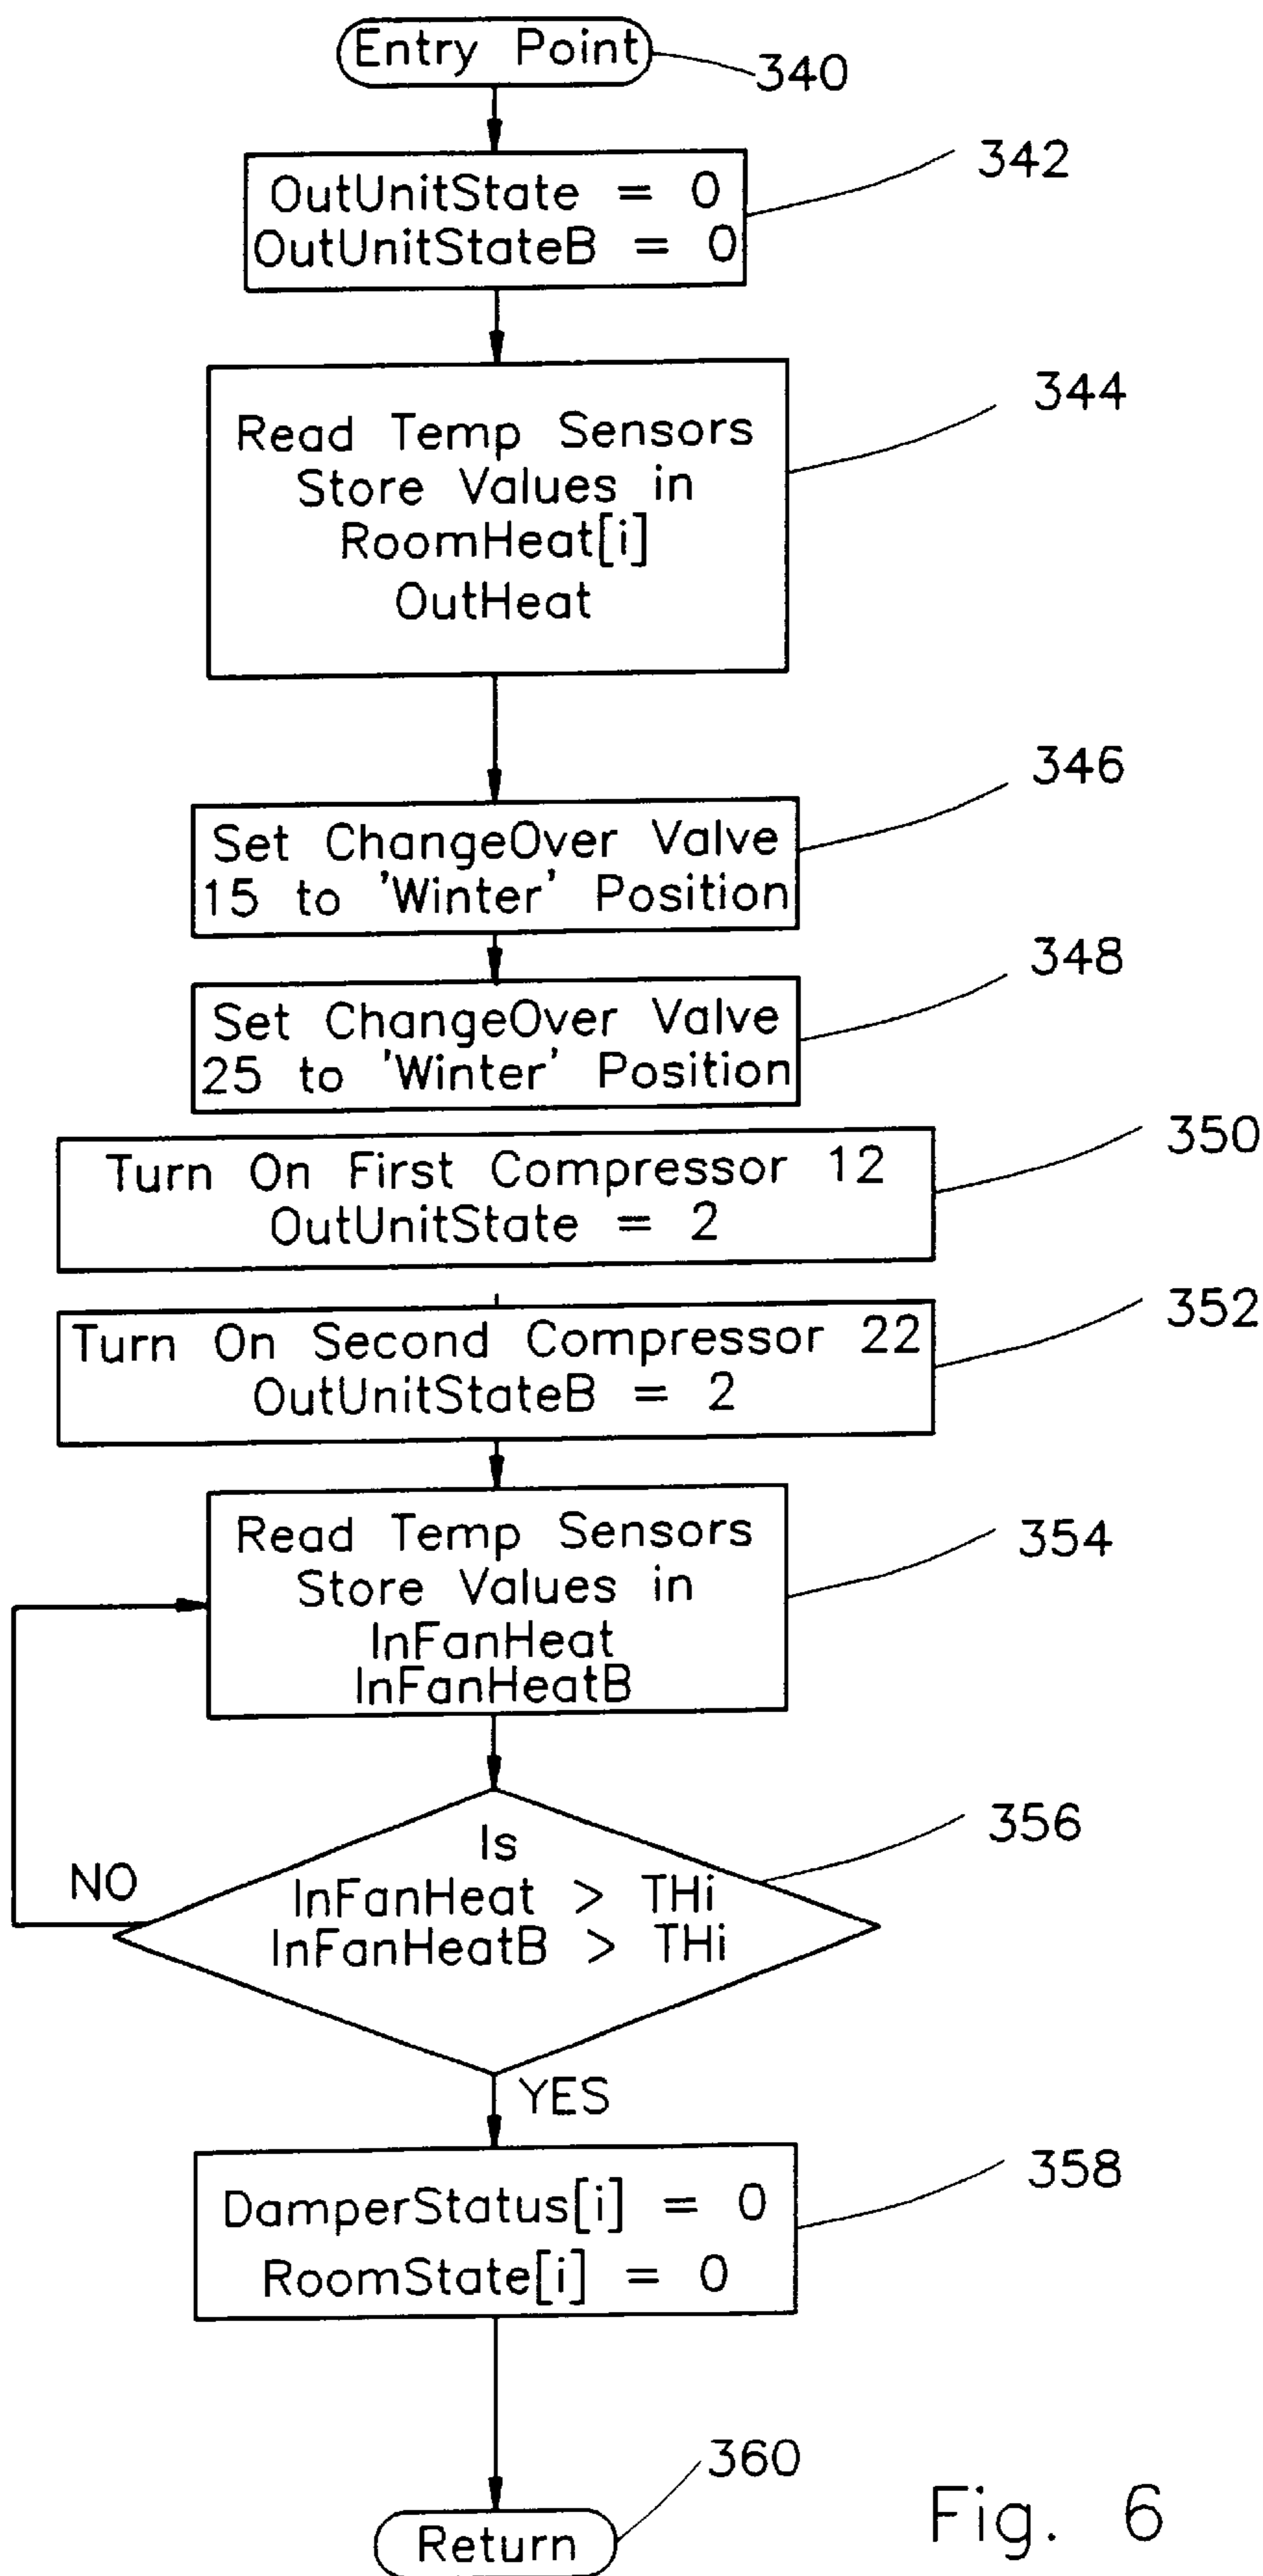 Entry Point
340
342
OutUnitState = 0
OutUnitStateB = 0
344
Read Temp Sensors
Store Values in
RoomHeat[i]
OutHeat
346
Set ChangeOver Valve
15 to 'Winter' Position
348
Set ChangeOver Valve
25 to 'Winter' Position
350
Turn On First Compressor 12
OutUnitState = 2
352
Turn On Second Compressor 22
OutUnitStateB = 2
354
Read Temp Sensors
Store Values in
InFanHeat
InFanHeatB
356
Is
NO
InFanHeat > THi
InFanHeatB > THi
YES
358
DamperStatus[i] = 0
RoomState[i] = 0
360
Return
Fig. 6